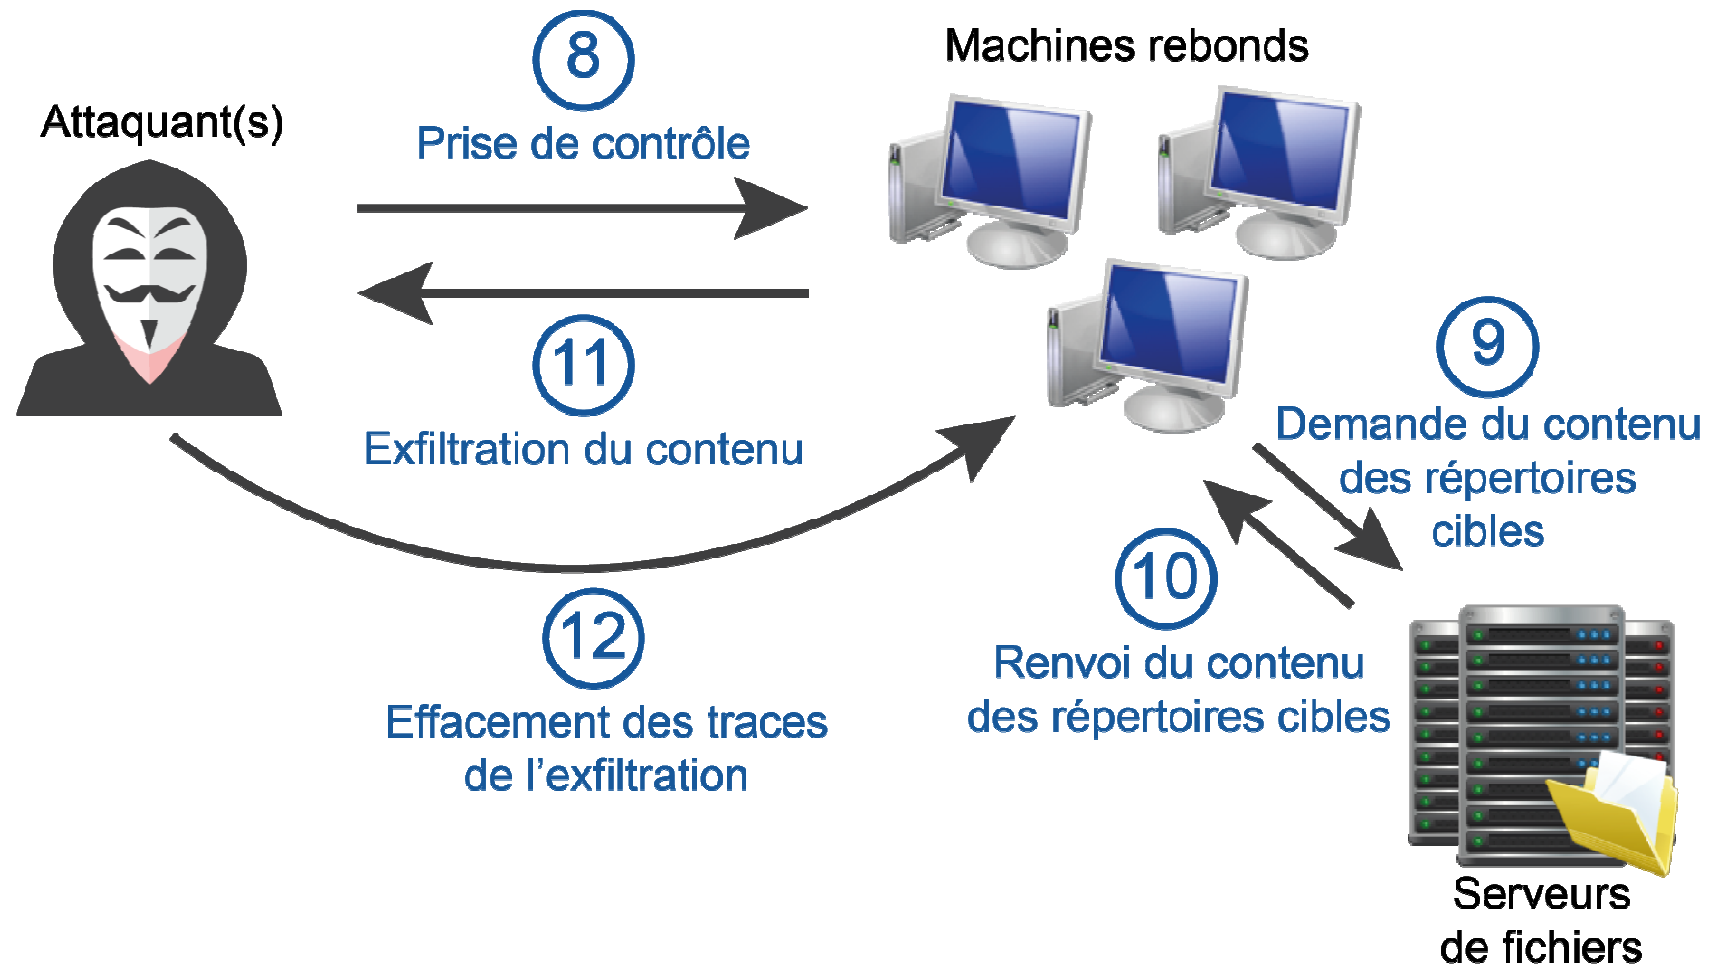 Attaquant(s)
8
Prise de contrôle
Machines rebonds
11
Exfiltration du contenu
9
Demande du contenu
des répertoires
cibles
10
Renvoi du contenu
des répertoires cibles
12
Effacement des traces
de l'exfiltration
Serveurs
de fichiers